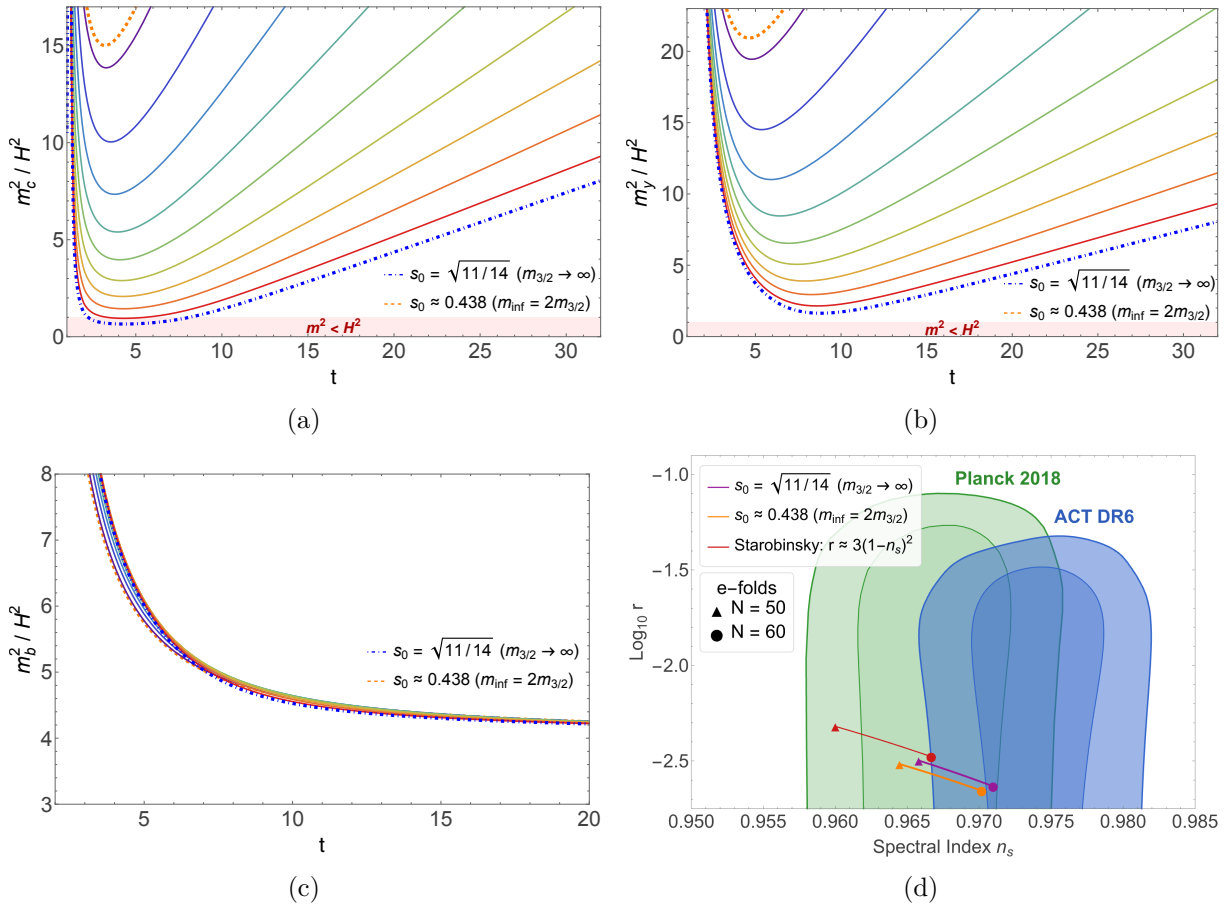 15
10
5
0
m_c^2 / H^2
5 10 15 20 25 30
t
s_0 = √11/14 (m_{3/2} → ∞)
s_0 ≈ 0.438 (m_inf = 2m_{3/2})
m^2 < H^2
(a)
20
15
10
5
0
m_y^2 / H^2
5 10 15 20 25 30
t
s_0 = √11/14 (m_{3/2} → ∞)
s_0 ≈ 0.438 (m_inf = 2m_{3/2})
m^2 < H^2
(b)
8
7
6
5
4
3
m_b^2 / H^2
5 10 15 20
t
s_0 = √11/14 (m_{3/2} → ∞)
s_0 ≈ 0.438 (m_inf = 2m_{3/2})
(c)
-1.0
-1.5
-2.0
-2.5
Log_10 r
s_0 = √11/14 (m_{3/2} → ∞)
s_0 ≈ 0.438 (m_inf = 2m_{3/2})
Starobinsky: r ≈ 3(1-n_s)^2
Planck 2018
ACT DR6
e-folds
N = 50
N = 60
0.950 0.955 0.960 0.965 0.970 0.975 0.980 0.985
Spectral Index n_s
(d)